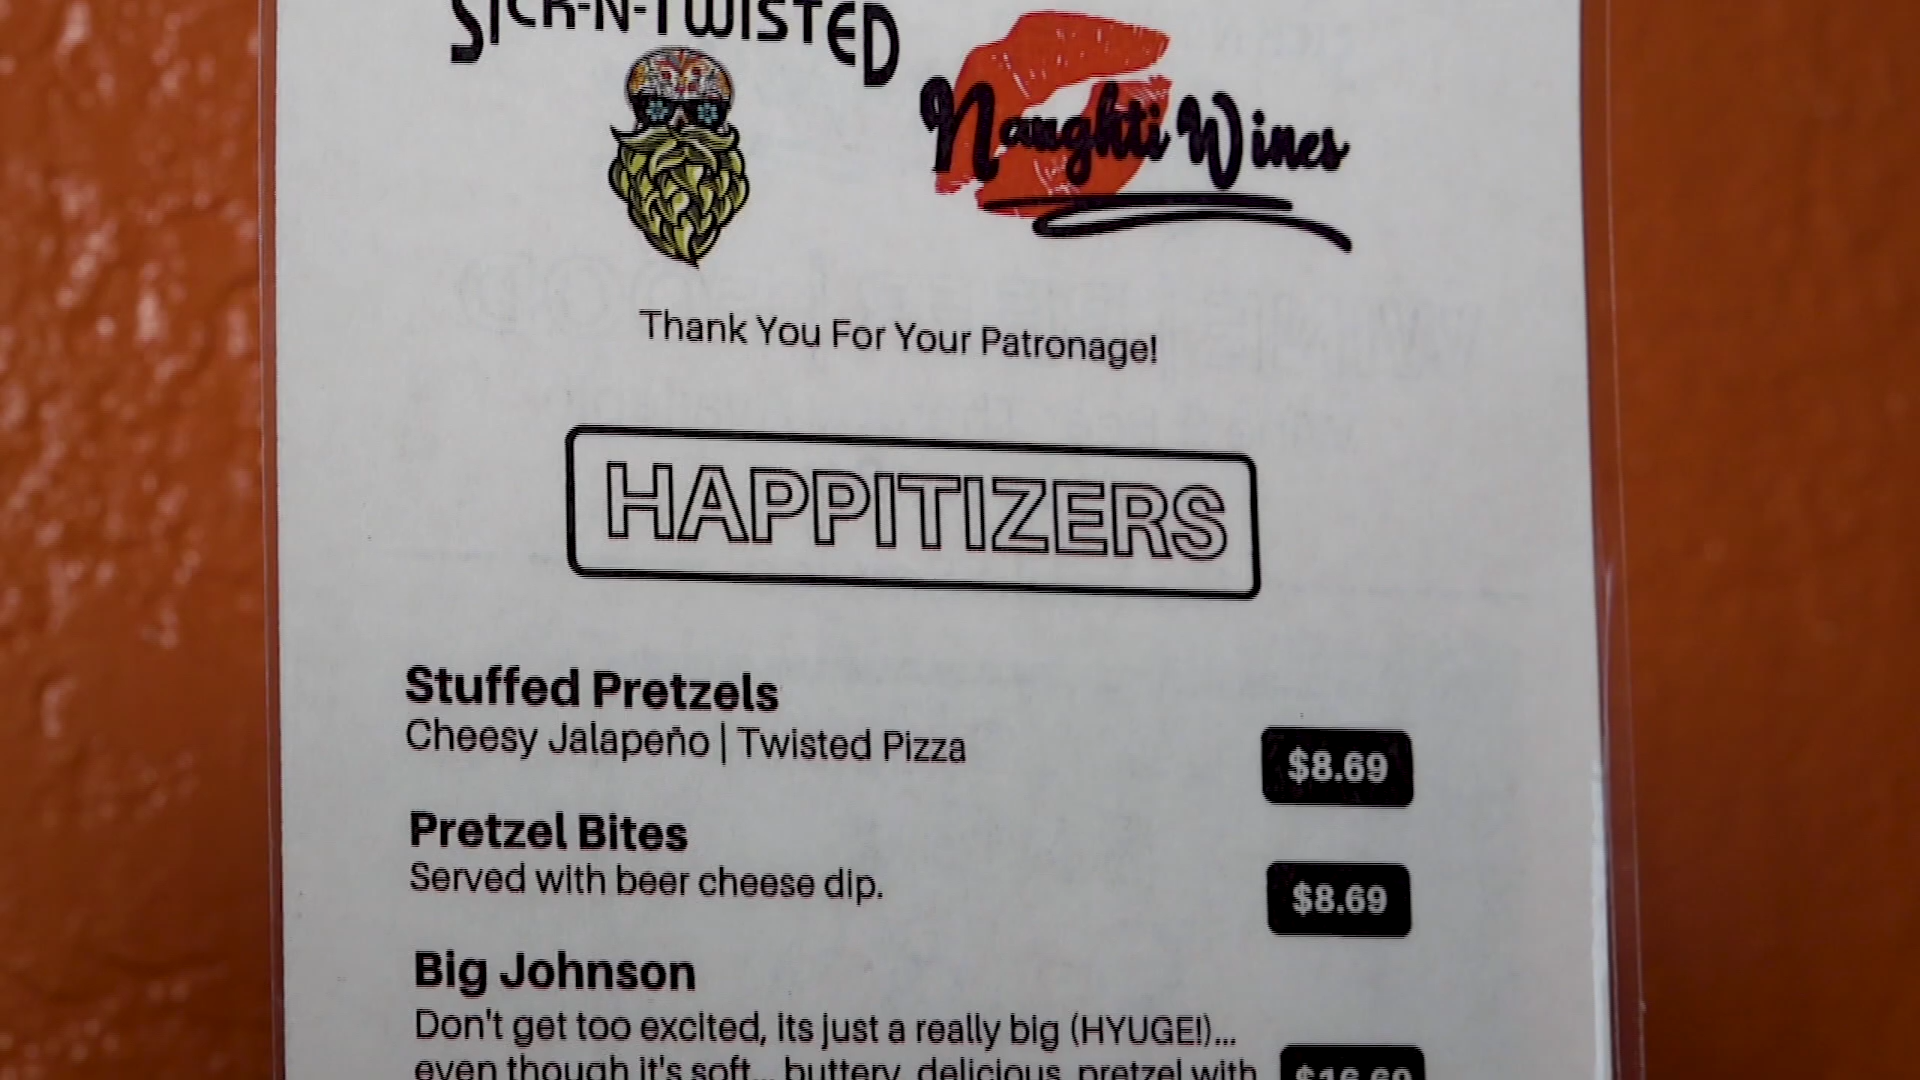 SICK-N-TWISTED
Naughti Wines
Thank You For Your Patronage!
HAPPITIZERS
Stuffed Pretzels
Cheesy Jalapeño | Twisted Pizza
$8.69
Pretzel Bites
Served with beer cheese dip.
$8.69
Big Johnson
Don't get too excited, its just a really big (HYUGE!)...
even though it's soft... buttery, delicious, pretzel with
$16.69